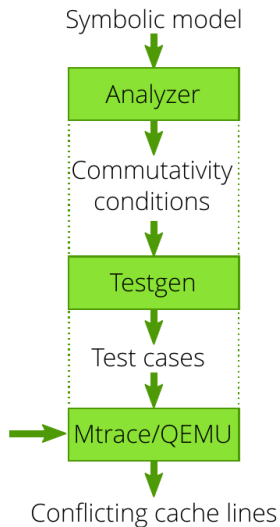 Symbolic model
Analyzer
Commutativity
conditions
Testgen
Test cases
Mtrace/QEMU
Conflicting cache lines